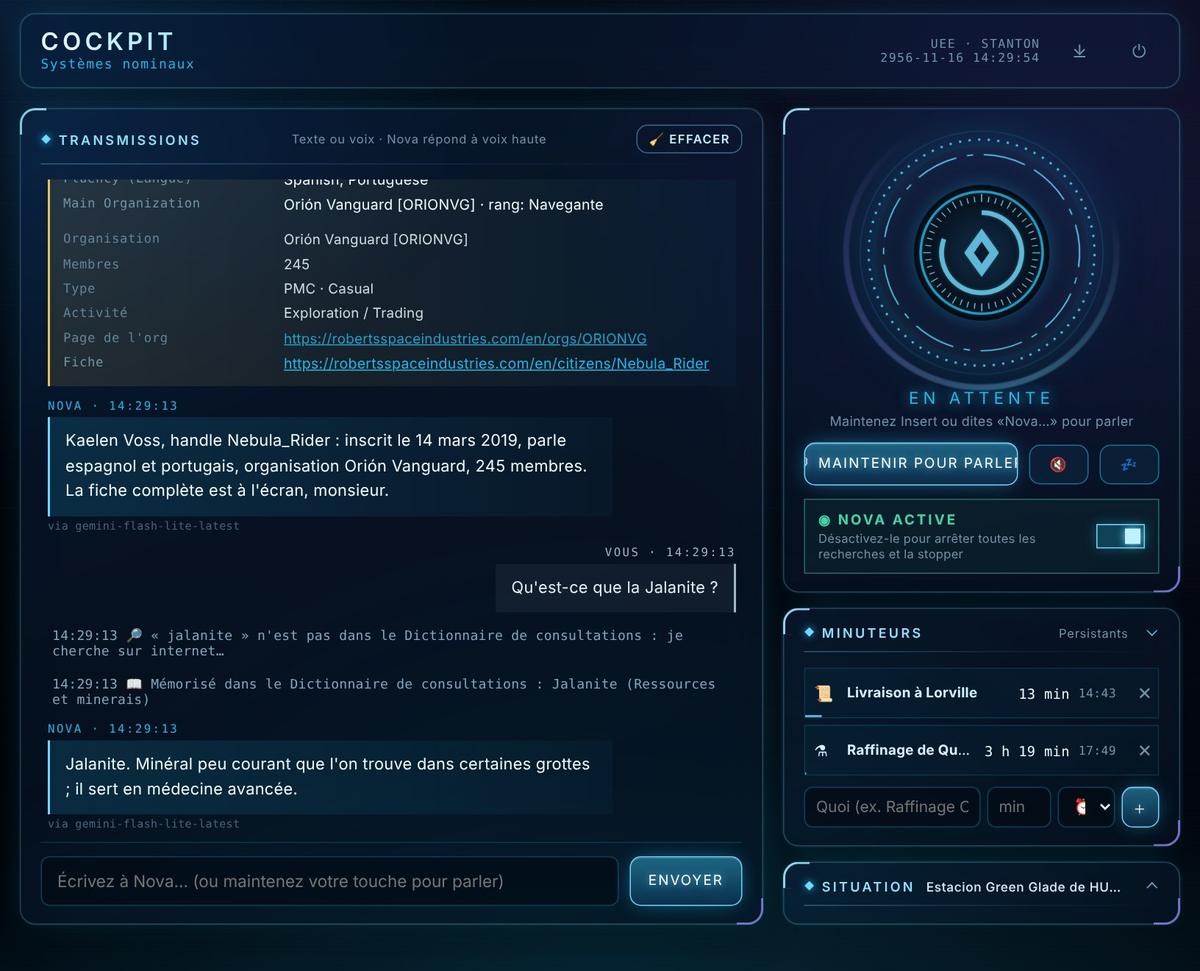 COCKPIT
Systèmes nominaux
UEE · STANTON
2956-11-16 14:29:54
TRANSMISSIONS
Texte ou voix · Nova répond à voix haute
EFFACER
Fluency (Langue)
Spanish, Portuguese
Main Organization
Orión Vanguard [ORIONVG] · rang: Navegante
Organisation
Orión Vanguard [ORIONVG]
Membres
245
Type
PMC · Casual
Activité
Exploration / Trading
Page de l'org
https://robertsspaceindustries.com/en/orgs/ORIONVG
Fiche
https://robertsspaceindustries.com/en/citizens/Nebula_Rider
NOVA · 14:29:13
Kaelen Voss, handle Nebula_Rider : inscrit le 14 mars 2019, parle
espagnol et portugais, organisation Orión Vanguard, 245 membres.
La fiche complète est à l'écran, monsieur.
via gemini-flash-lite-latest
VOUS · 14:29:13
Qu'est-ce que la Jalanite ?
14:29:13 🔎 « jalanite » n'est pas dans le Dictionnaire de consultations : je
cherche sur internet…
14:29:13 📖 Mémorisé dans le Dictionnaire de consultations : Jalanite (Ressources
et minerais)
NOVA · 14:29:13
Jalanite. Minéral peu courant que l'on trouve dans certaines grottes
; il sert en médecine avancée.
via gemini-flash-lite-latest
Écrivez à Nova… (ou maintenez votre touche pour parler)
ENVOYER
EN ATTENTE
Maintenez Insert ou dites «Nova…» pour parler
MAINTENIR POUR PARLER
💤
◉ NOVA ACTIVE
Désactivez-le pour arrêter toutes les
recherches et la stopper
MINUTEURS
Persistants
Livraison à Lorville
13 min 14:43 ✕
Raffinage de Qu…
3 h 19 min 17:49 ✕
Quoi (ex. Raffinage C
min
+
SITUATION
Estacion Green Glade de HU…